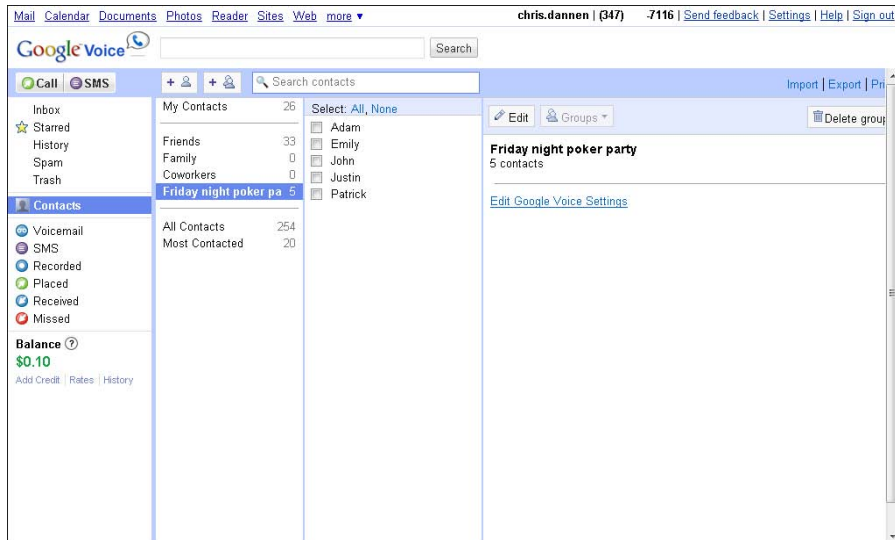 Mail Calendar Documents Photos Reader Sites Web more ▼ chris.dannen | (347) -7116 | Send feedback | Settings | Help | Sign out
Google Voice Search
Call SMS + + Search contacts Import | Export | Pri
Inbox
Starred
History
Spam
Trash
Contacts
Voicemail
SMS
Recorded
Placed
Received
Missed
Balance ?
$0.10
Add Credit | Rates | History
My Contacts 26
Friends 33
Family 0
Coworkers 0
Friday night poker pa 5
All Contacts 254
Most Contacted 20
Select: All, None
Adam
Emily
John
Justin
Patrick
Edit Groups ▼ Delete group
Friday night poker party
5 contacts
Edit Google Voice Settings